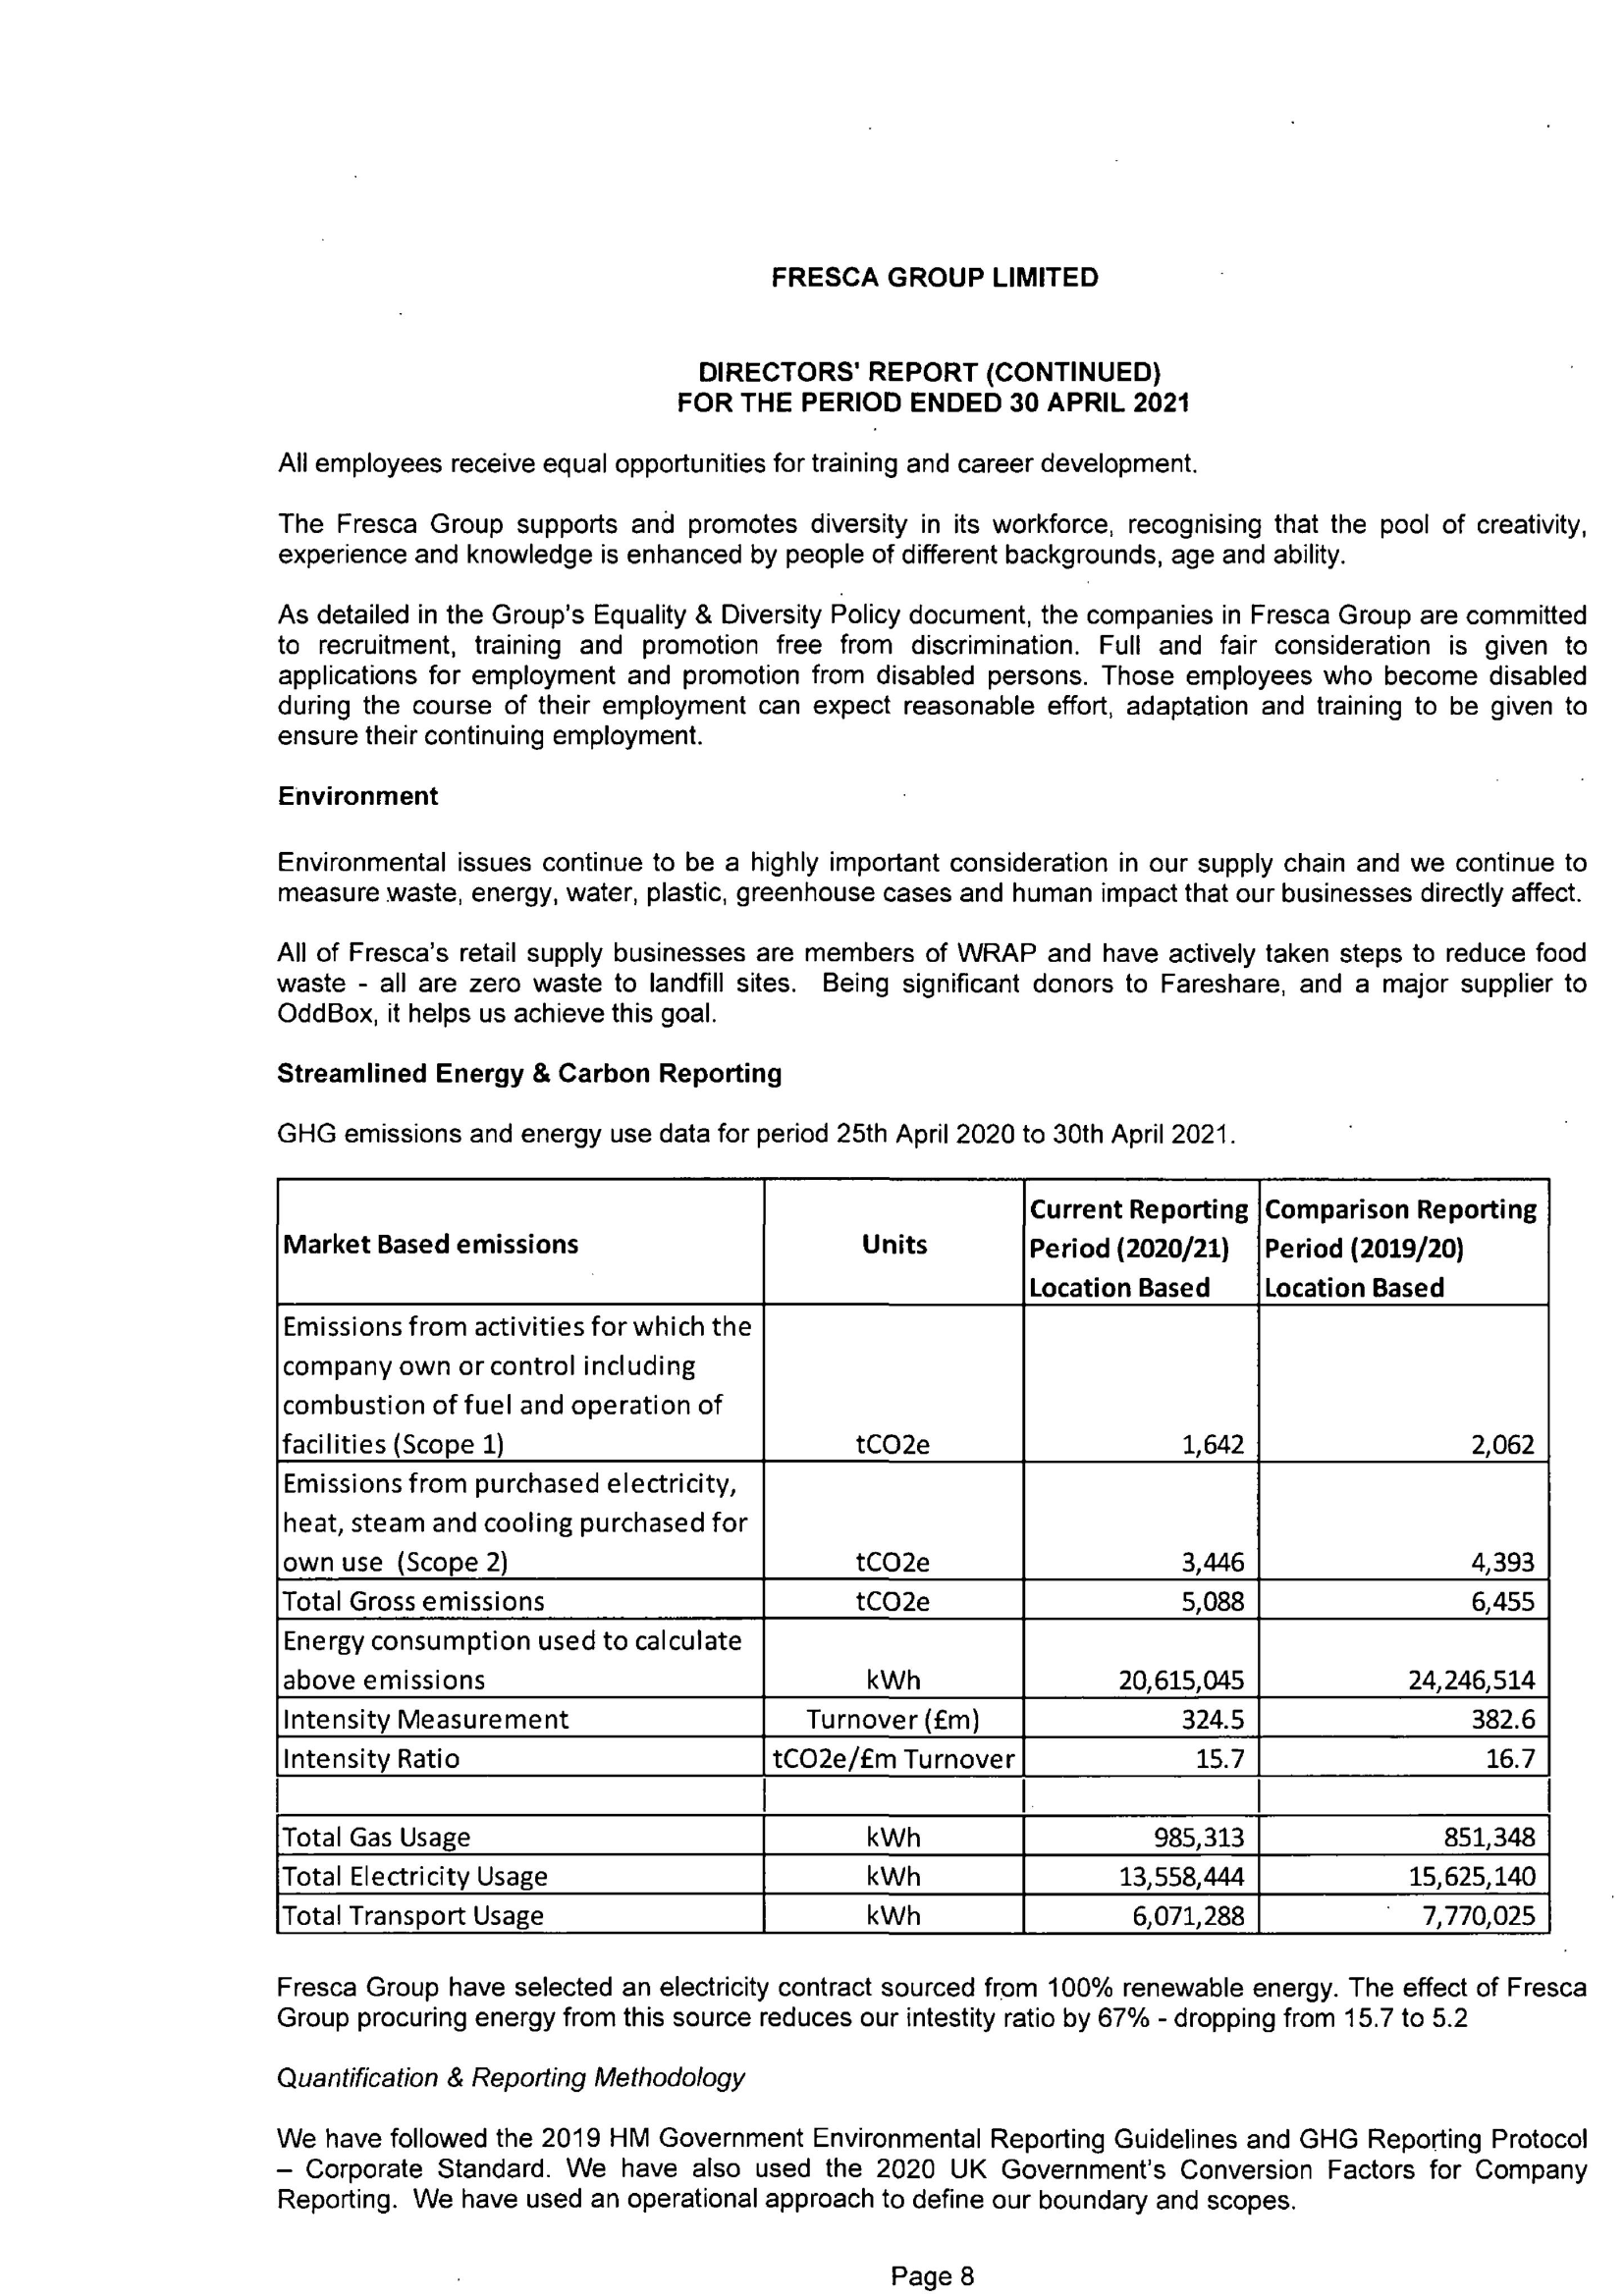 FRESCA GROUP LIMITED
DIRECTORS' REPORT (CONTINUED)
FOR THE PERIOD ENDED 30 APRIL 2021
All employees receive equal opportunities for training and career development.
The Fresca Group supports and promotes diversity in its workforce, recognising that the pool of creativity,
experience and knowledge is enhanced by people of different backgrounds, age and ability.
As detailed in the Group's Equality & Diversity Policy document, the companies in Fresca Group are committed
to recruitment, training and promotion free from discrimination. Full and fair consideration is given to
applications for employment and promotion from disabled persons. Those employees who become disabled
during the course of their employment can expect reasonable effort, adaptation and training to be given to
ensure their continuing employment.
Environment
Environmental issues continue to be a highly important consideration in our supply chain and we continue to
measure waste, energy, water, plastic, greenhouse cases and human impact that our businesses directly affect.
All of Fresca's retail supply businesses are members of WRAP and have actively taken steps to reduce food
waste - all are zero waste to landfill sites. Being significant donors to Fareshare, and a major supplier to
OddBox, it helps us achieve this goal.
Streamlined Energy & Carbon Reporting
GHG emissions and energy use data for period 25th April 2020 to 30th April 2021.
Market Based emissions Units Current Reporting Period (2020/21) Location Based Comparison Reporting Period (2019/20) Location Based
Emissions from activities for which the
company own or control including
combustion of fuel and operation of
facilities (Scope 1) tCO2e 1,642 2,062
Emissions from purchased electricity,
heat, steam and cooling purchased for
own use (Scope 2) tCO2e 3,446 4,393
Total Gross emissions tCO2e 5,088 6,455
Energy consumption used to calculate
above emissions kWh 20,615,045 24,246,514
Intensity Measurement Turnover (£m) 324.5 382.6
Intensity Ratio tCO2e/£m Turnover 15.7 16.7
Total Gas Usage kWh 985,313 851,348
Total Electricity Usage kWh 13,558,444 15,625,140
Total Transport Usage kWh 6,071,288 7,770,025
Fresca Group have selected an electricity contract sourced from 100% renewable energy. The effect of Fresca
Group procuring energy from this source reduces our intestity ratio by 67% - dropping from 15.7 to 5.2
Quantification & Reporting Methodology
We have followed the 2019 HM Government Environmental Reporting Guidelines and GHG Reporting Protocol
– Corporate Standard. We have also used the 2020 UK Government's Conversion Factors for Company
Reporting. We have used an operational approach to define our boundary and scopes.
Page 8